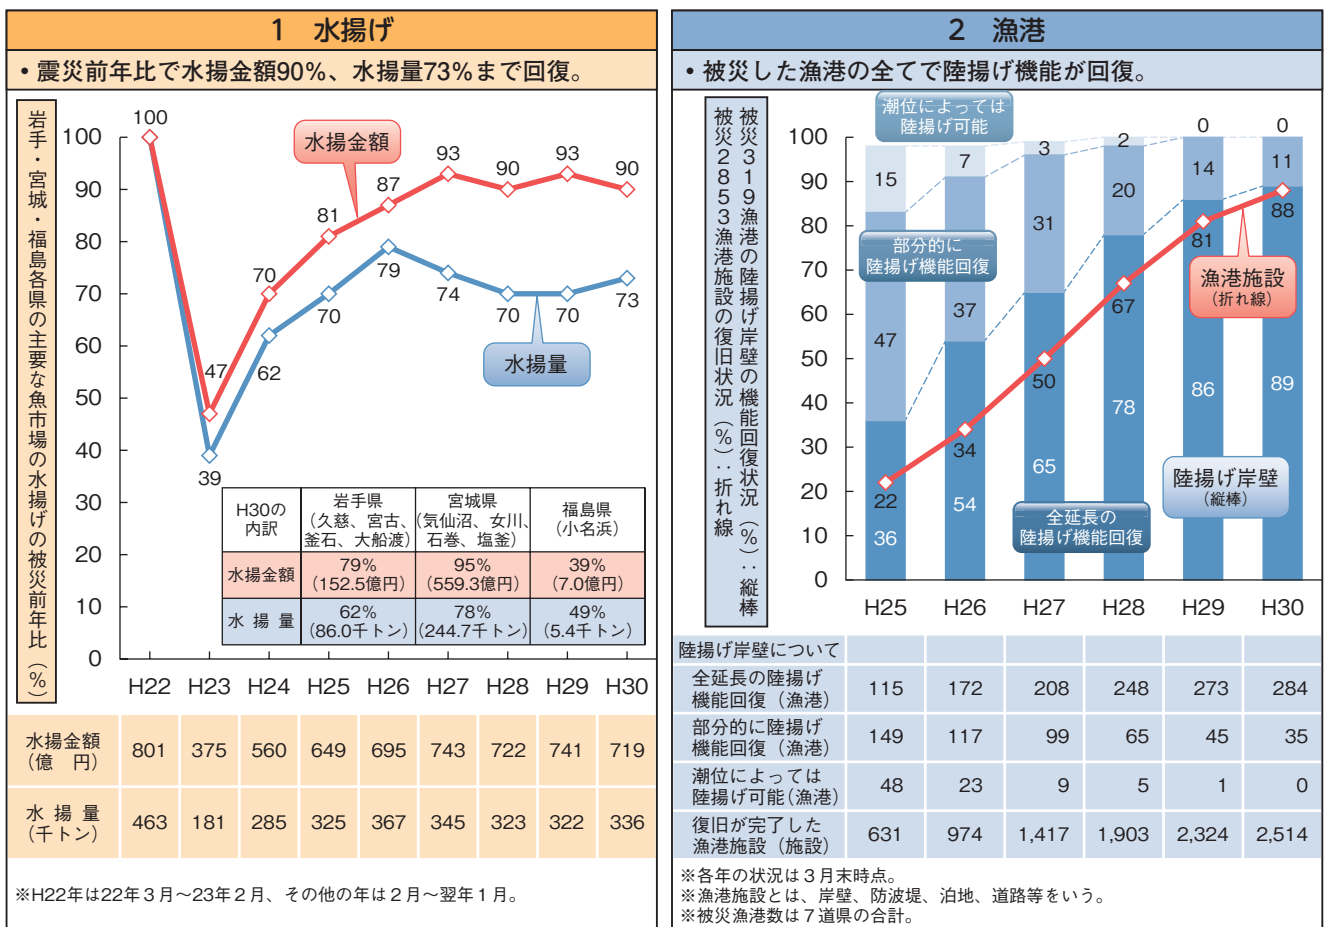 1　水揚げ
・震災前年比で水揚金額90％、水揚量73％まで回復。
岩手・宮城・福島各県の主要な魚市場の水揚げの被災前年比（％）
100
90
80
70
60
50
40
30
20
10
0
100
47
70
81
87
93
90
93
90
39
62
70
79
74
70
70
73
水揚金額
水揚量
H30の
内訳
岩手県
（久慈、宮古、
釜石、大船渡）
宮城県
（気仙沼、女川、
石巻、塩釜）
福島県
（小名浜）
水揚金額
79％
（152.5億円）
95％
（559.3億円）
39％
（7.0億円）
水 揚 量
62％
（86.0千トン）
78％
（244.7千トン）
49％
（5.4千トン）
H22 H23 H24 H25 H26 H27 H28 H29 H30
水揚金額
（億　円）
801 375 560 649 695 743 722 741 719
水 揚 量
（千トン）
463 181 285 325 367 345 323 322 336
※H22年は22年３月～23年２月、その他の年は２月～翌年１月。
2　漁港
・被災した漁港の全てで陸揚げ機能が回復。
被災319漁港の陸揚げ岸壁の機能回復状況（％）：縦棒
被災2853漁港施設の復旧状況（％）：折れ線
100
90
80
70
60
50
40
30
20
10
0
潮位によっては
陸揚げ可能
部分的に
陸揚げ機能回復
全延長の
陸揚げ機能回復
漁港施設
（折れ線）
陸揚げ岸壁
（縦棒）
15
7
3
2
0
0
47
37
31
20
14
11
36
54
65
78
86
89
22
34
50
67
81
88
H25 H26 H27 H28 H29 H30
陸揚げ岸壁について
全延長の陸揚げ
機能回復（漁港）
115 172 208 248 273 284
部分的に陸揚げ
機能回復（漁港）
149 117 99 65 45 35
潮位によっては
陸揚げ可能（漁港）
48 23 9 5 1 0
復旧が完了した
漁港施設（施設）
631 974 1,417 1,903 2,324 2,514
※各年の状況は３月末時点。
※漁港施設とは、岸壁、防波堤、泊地、道路等をいう。
※被災漁港数は７道県の合計。